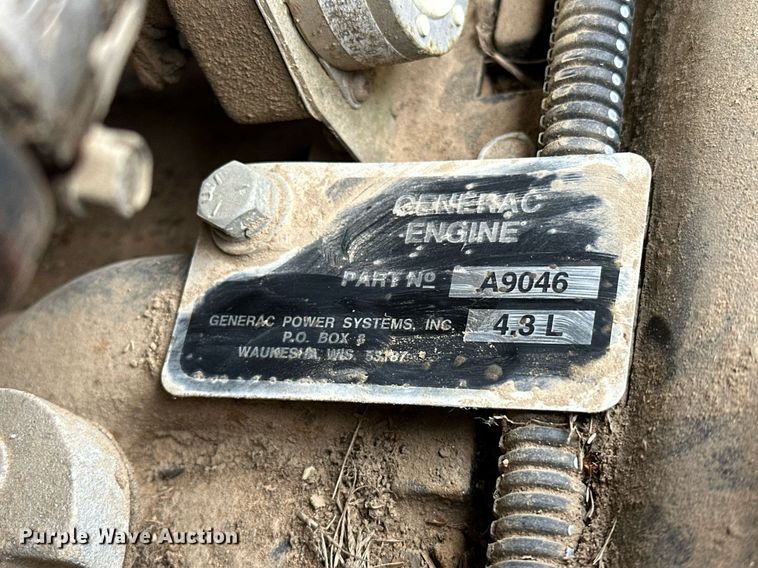 GENERAC
ENGINE
PART Nº A9046
GENERAC POWER SYSTEMS, INC. 4.3 L
P.O. BOX 8
WAUKESHA, WIS. 53187
Purple Wave Auction